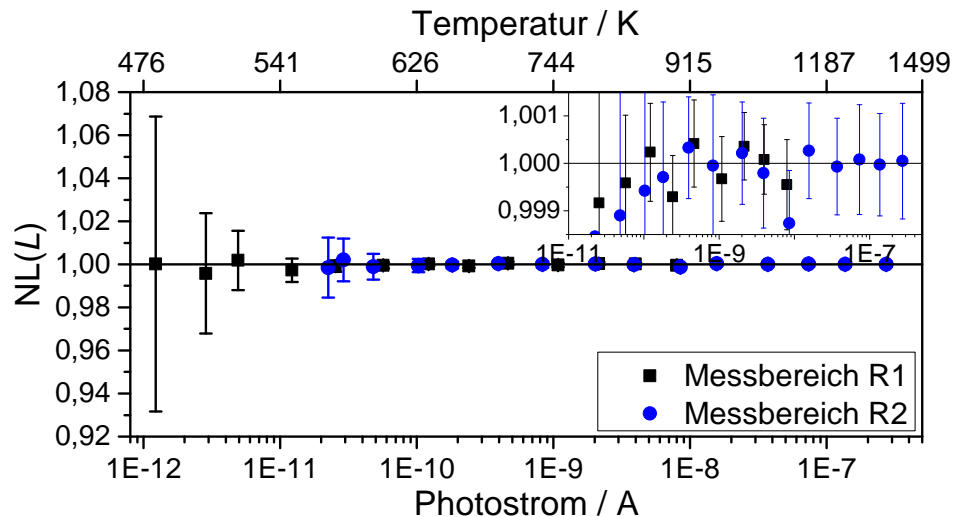 Temperatur / K
476 541 626 744 915 1187 1499
1,08
1,06
1,04
1,02
1,00
0,98
0,96
0,94
0,92
NL(L)
1,001
1,000
0,999
1E-11 1E-9 1E-7
Messbereich R1
Messbereich R2
1E-12 1E-11 1E-10 1E-9 1E-8 1E-7
Photostrom / A